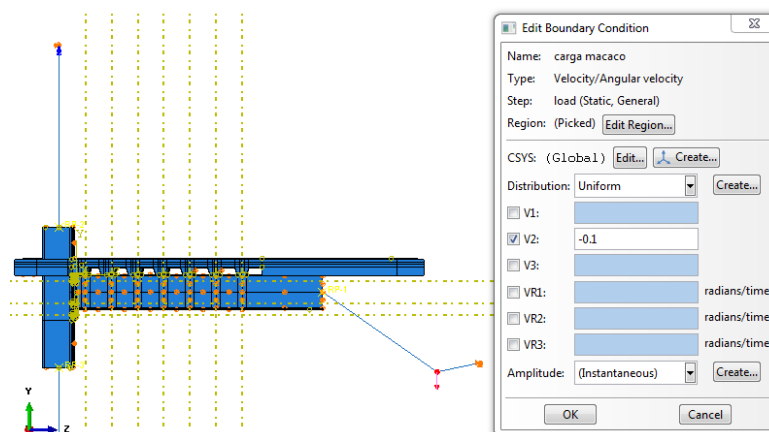 Edit Boundary Condition
Name: carga macaco
Type: Velocity/Angular velocity
Step: load (Static, General)
Region: (Picked) Edit Region...
CSYS: (Global) Edit... Create...
Distribution: Uniform Create...
V1:
V2: -0.1
V3:
VR1: radians/time
VR2: radians/time
VR3: radians/time
Amplitude: (Instantaneous) Create...
OK Cancel
Y
Z